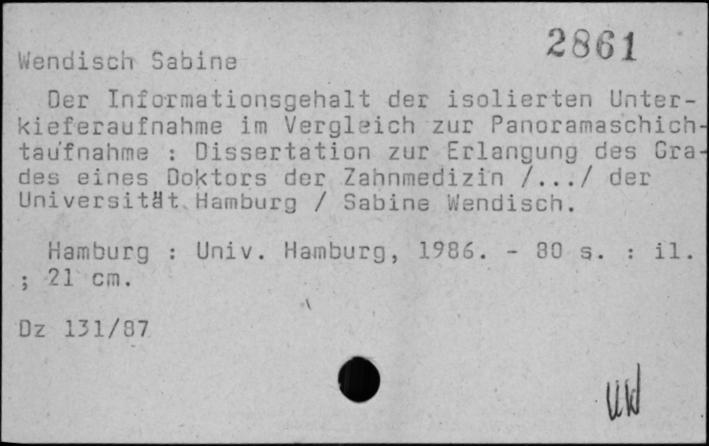 2861
Wendisch Sabine
Der Informationsgehalt der isolierten Unter-
kieferaufnahme im Vergleich zur Panoramaschich-
taufnahme : Dissertation zur Erlangung des Gra-
des eines Doktors der Zahnmedizin /.../ der
Universität Hamburg / Sabine Wendisch.
Hamburg : Univ. Hamburg, 1986. - 80 s. : il.
; 21 cm.
Dz 131/87